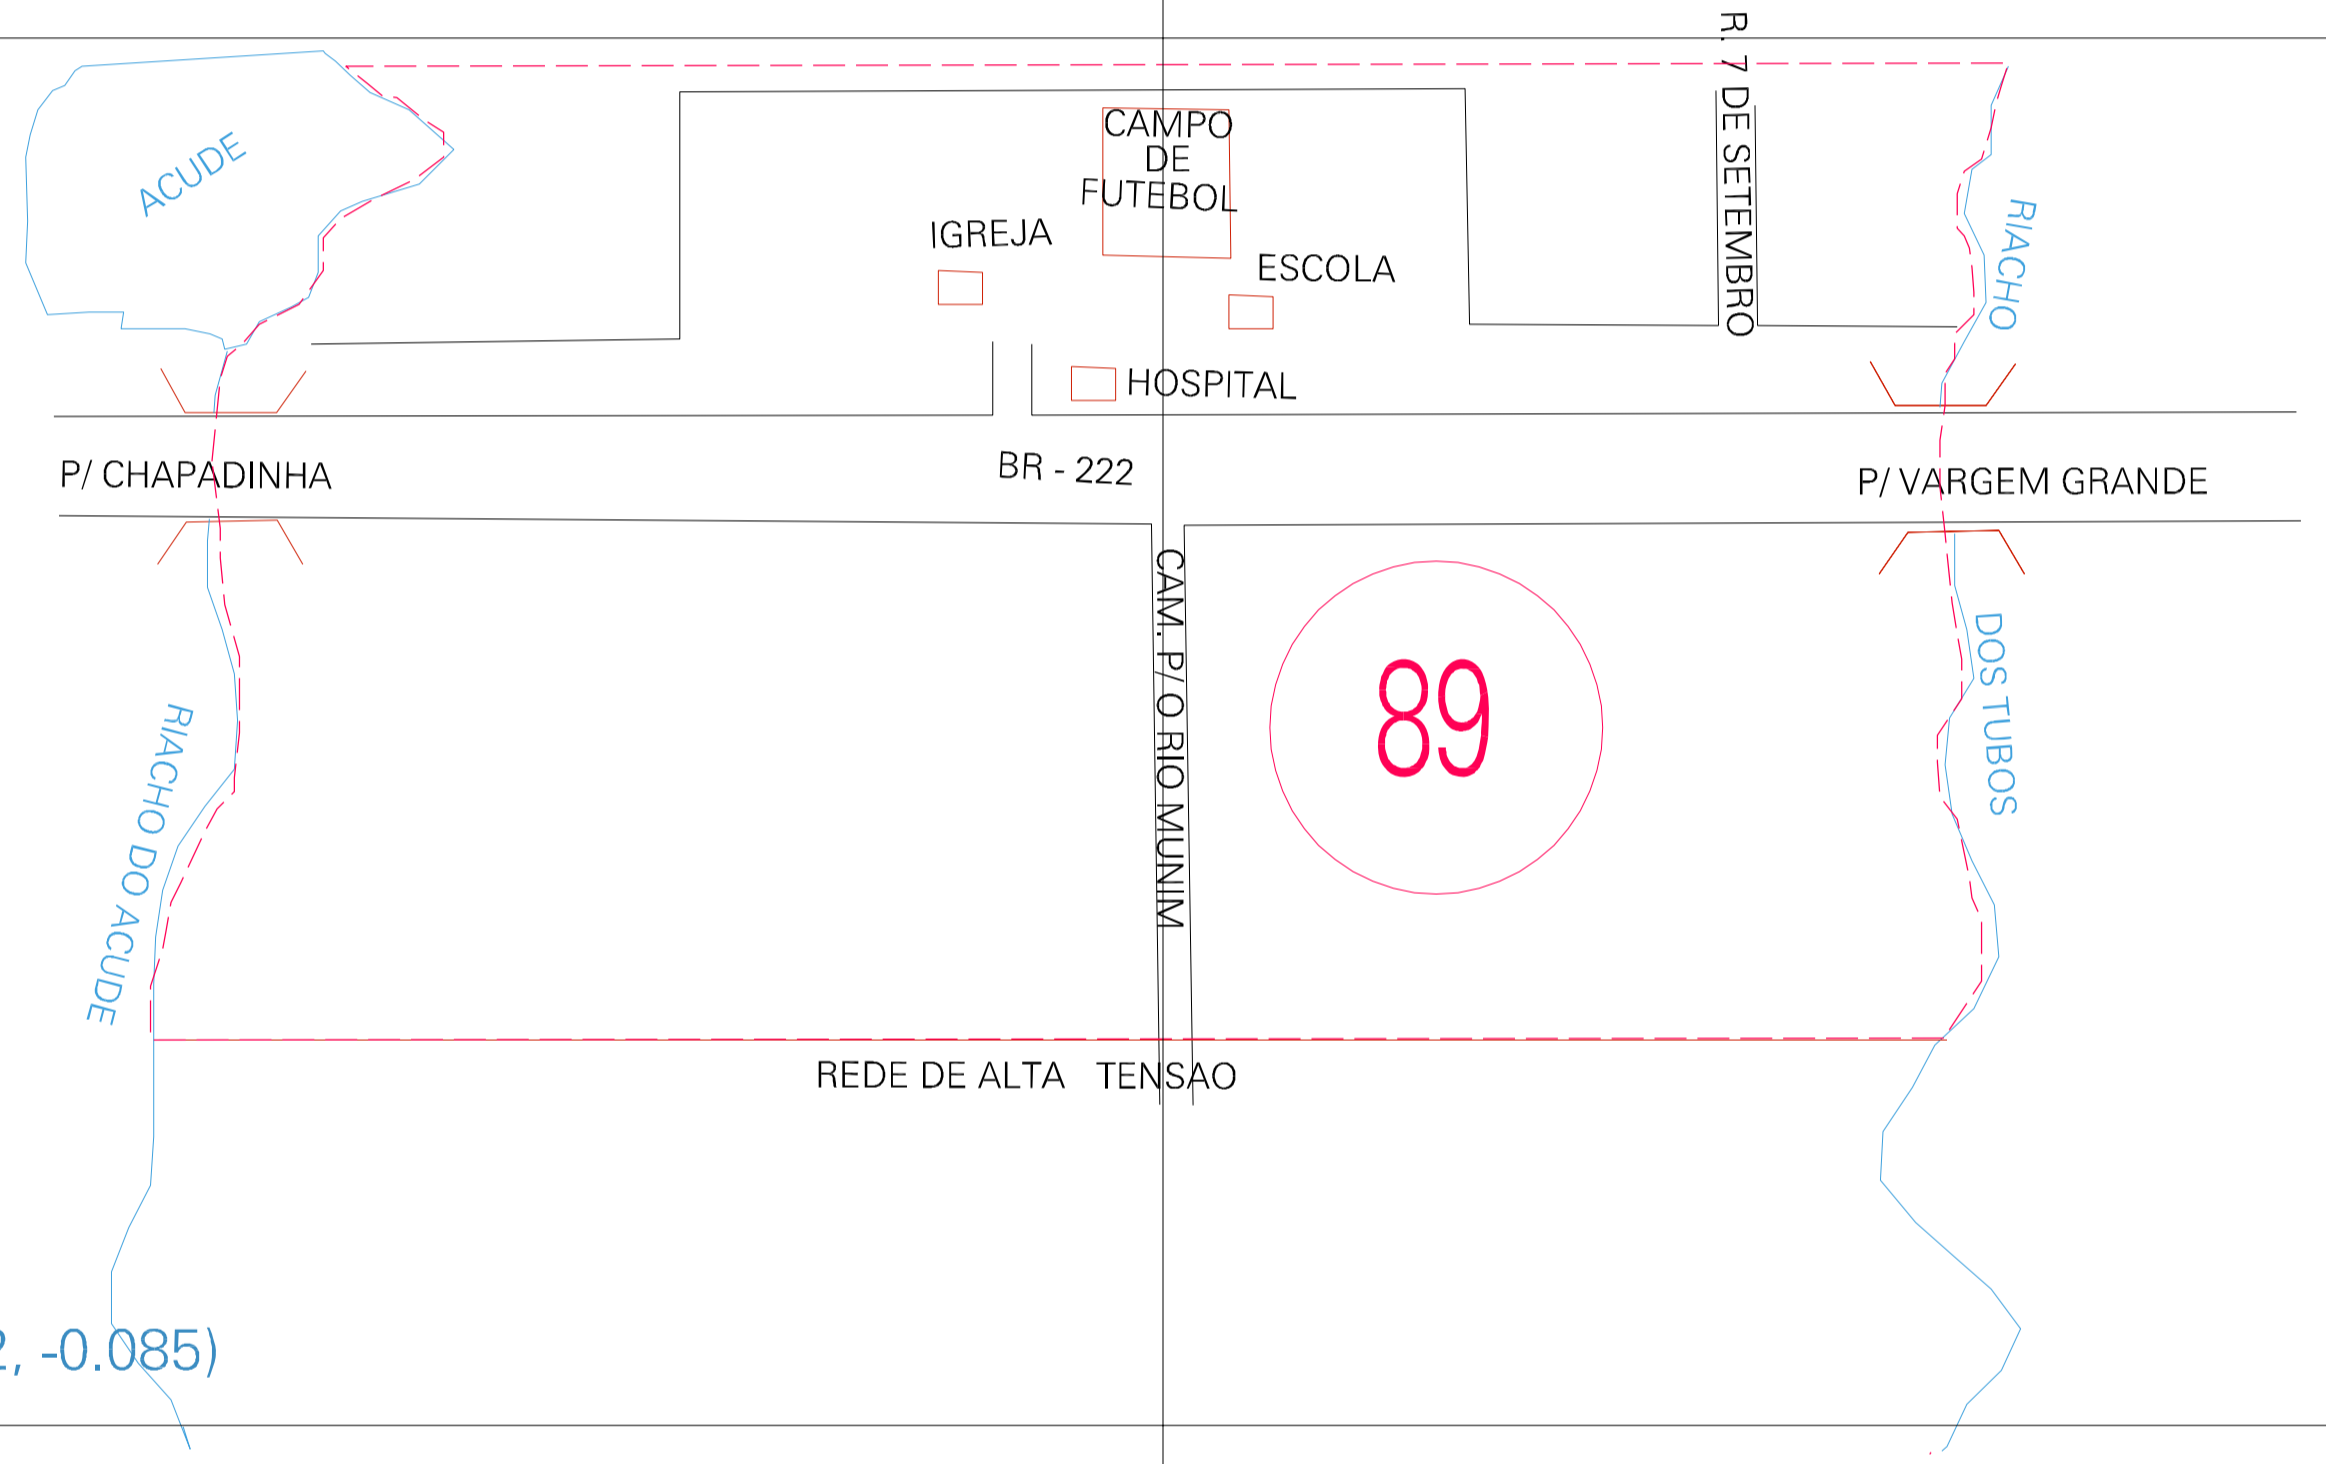 R. 7 DE SETEMBRO
ACUDE
CAMPO
DE
FUTEBOL
IGREJA
ESCOLA
RIACHO
HOSPITAL
P/ CHAPADINHA
BR - 222
P/ VARGEM GRANDE
CAM. P/ O RIO MUNIM
89
DOS TUBOS
RIACHO DO ACUDE
REDE DE ALTA TENSAO
, -0.085)